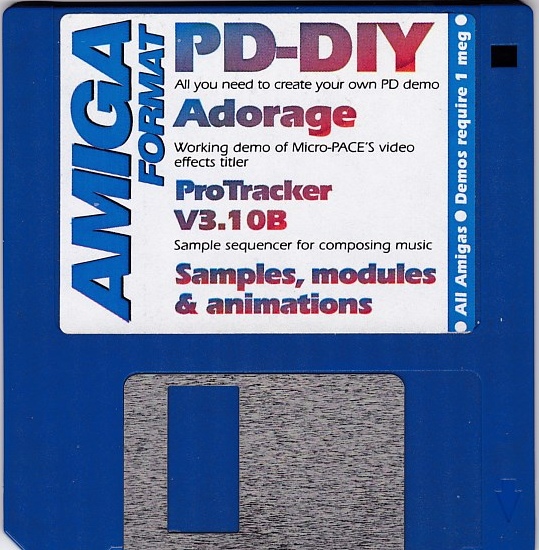 AMIGA
FORMAT
PD-DIY
All you need to create your own PD demo
Adorage
Working demo of Micro-PACE'S video
effects titler
ProTracker
V3.10B
Sample sequencer for composing music
Samples, modules
& animations
● All Amigas ● Demos require 1 meg ●